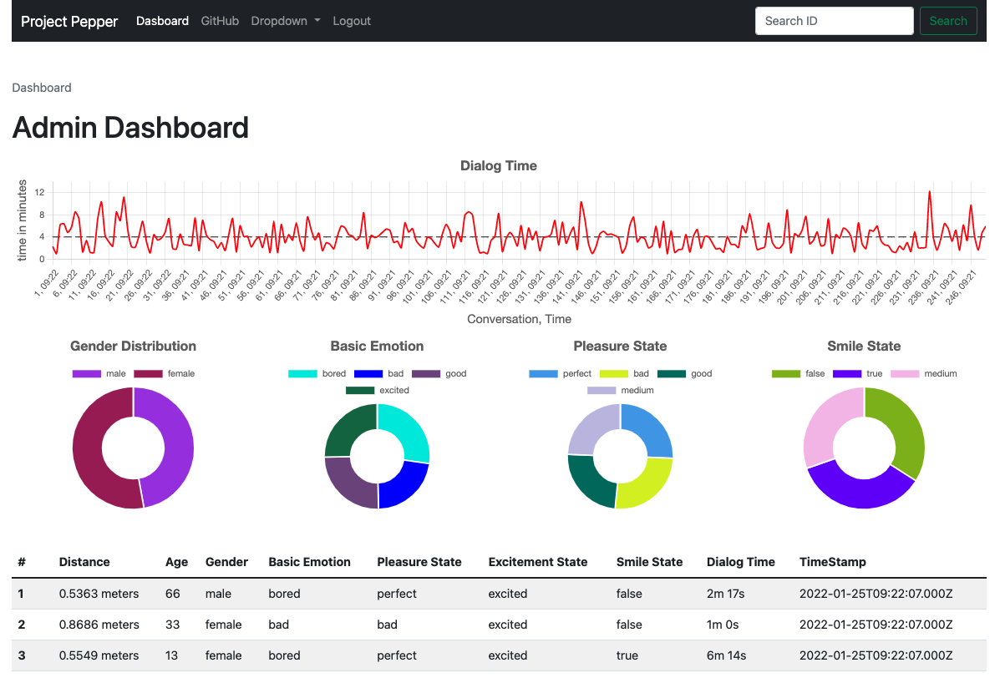 Project Pepper Dasboard GitHub Dropdown Logout Search ID Search
Dashboard
Admin Dashboard
Dialog Time
time in minutes
12
8
4
0
1, 09:22 6, 09:22 11, 09:22 16, 09:22 21, 09:22 26, 09:22 31, 09:22 36, 09:21 41, 09:21 46, 09:21 51, 09:21 56, 09:21 61, 09:21 66, 09:21 71, 09:21 76, 09:21 81, 09:21 86, 09:21 91, 09:21 96, 09:21 101, 09:21 106, 09:21 111, 09:21 116, 09:21 121, 09:21 126, 09:21 131, 09:21 136, 09:21 141, 09:21 146, 09:21 151, 09:21 156, 09:21 161, 09:21 166, 09:21 171, 09:21 176, 09:21 181, 09:21 186, 09:21 191, 09:21 196, 09:21 201, 09:21 206, 09:21 211, 09:21 216, 09:21 221, 09:21 226, 09:21 231, 09:21 236, 09:21 241, 09:21 246, 09:21
Conversation, Time
Gender Distribution Basic Emotion Pleasure State Smile State
male female bored bad good perfect bad good false true medium
excited medium
# Distance Age Gender Basic Emotion Pleasure State Excitement State Smile State Dialog Time TimeStamp
1 0.5363 meters 66 male bored perfect excited false 2m 17s 2022-01-25T09:22:07.000Z
2 0.8686 meters 33 female bad bad excited false 1m 0s 2022-01-25T09:22:07.000Z
3 0.5549 meters 13 female bored perfect excited true 6m 14s 2022-01-25T09:22:07.000Z